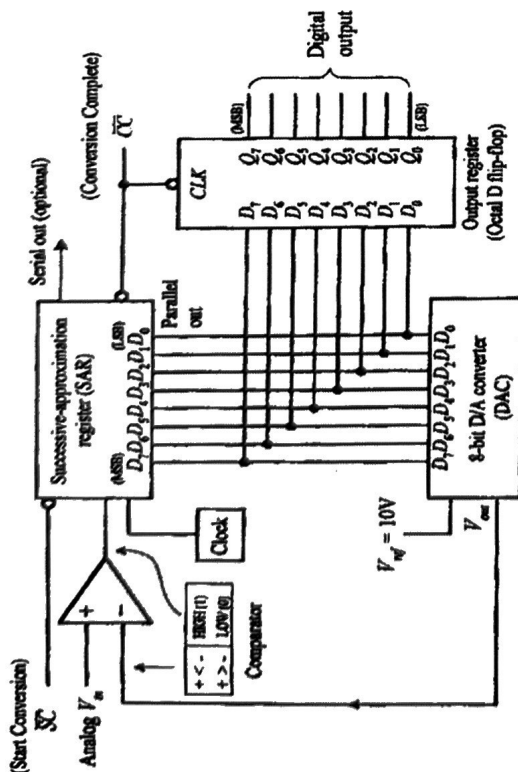 (Start Conversion)
S̅C̅
Analog V_in
+
-
+ < - HIGH [1]
+ > - LOW [0]
Comparator
Clock
Successive-approximation
register (SAR)
(MSB) (LSB)
D7 D6 D5 D4 D3 D2 D1 D0
Serial out (optional)
Parallel
out
(Conversion Complete)
C̅C̅
CLK
D7 Q7 (MSB)
D6 Q6
D5 Q5
D4 Q4
D3 Q3
D2 Q2
D1 Q1
D0 Q0 (LSB)
Digital
output
Output register
(Octal D flip-flop)
V_ref = 10V
V_out
D7 D6 D5 D4 D3 D2 D1 D0
8-bit D/A converter
(DAC)